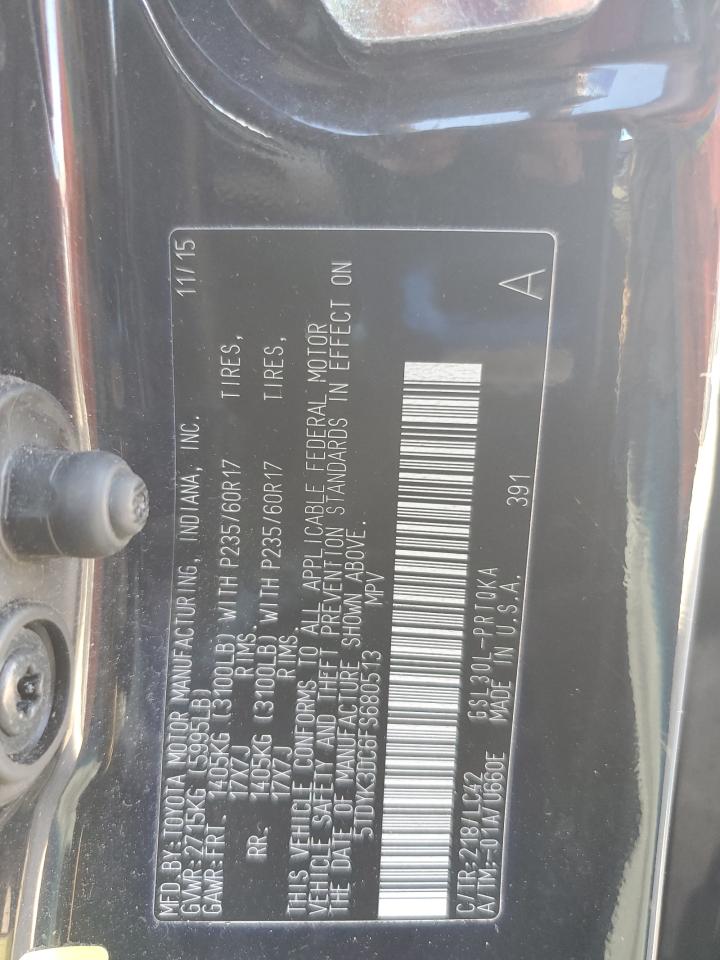 MFD.BY:TOYOTA MOTOR MANUFACTURING, INDIANA, INC. 11/15
GVWR:2715KG (5995LB)
GAWR:FRT. 1405KG (3100LB) WITH P235/60R17 TIRES,
17X7J RIMS.
RR. 1405KG (3100LB) WITH P235/60R17 TIRES,
17X7J RIMS.
THIS VEHICLE CONFORMS TO ALL APPLICABLE FEDERAL MOTOR
VEHICLE SAFETY AND THEFT PREVENTION STANDARDS IN EFFECT ON
THE DATE OF MANUFACTURE SHOWN ABOVE.
5TDYK3DC6FS680513 MPV
C/TR:218/LC42 GSL30L-PRTQKA
A/TM:-01A/U660E MADE IN U.S.A. 391 A